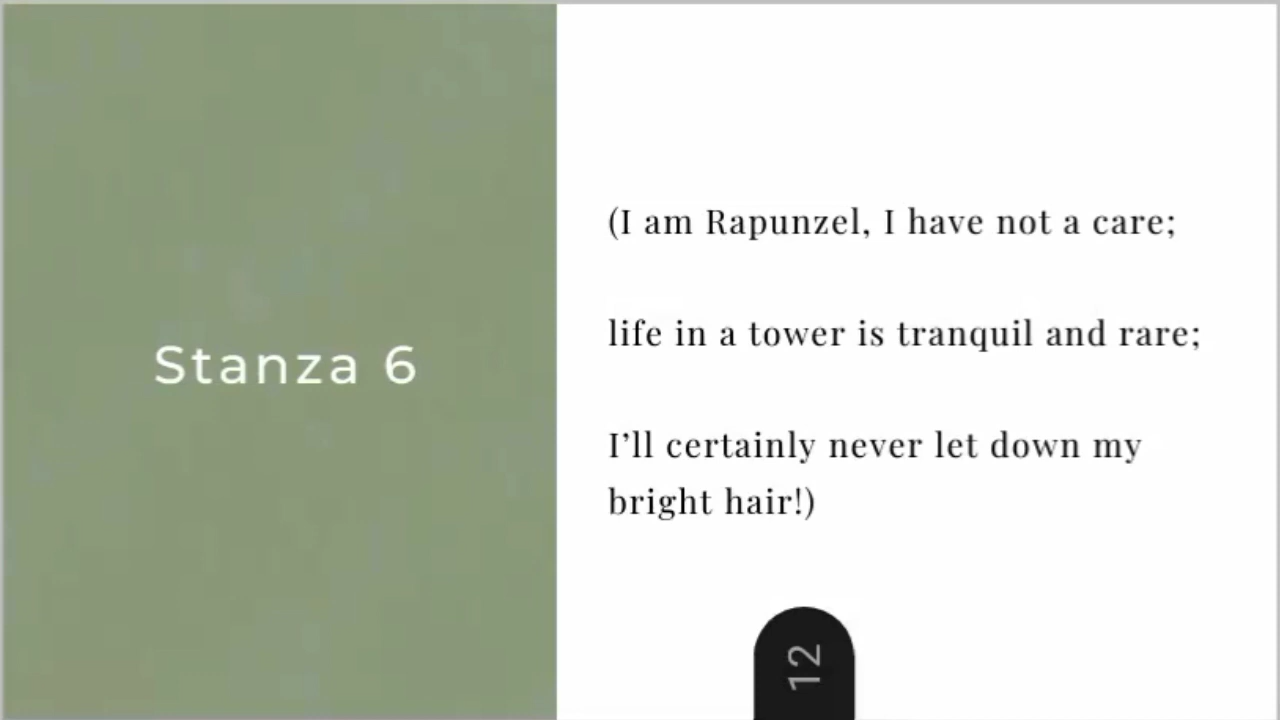 Stanza 6
(I am Rapunzel, I have not a care;
life in a tower is tranquil and rare;
I’ll certainly never let down my
bright hair!)
12